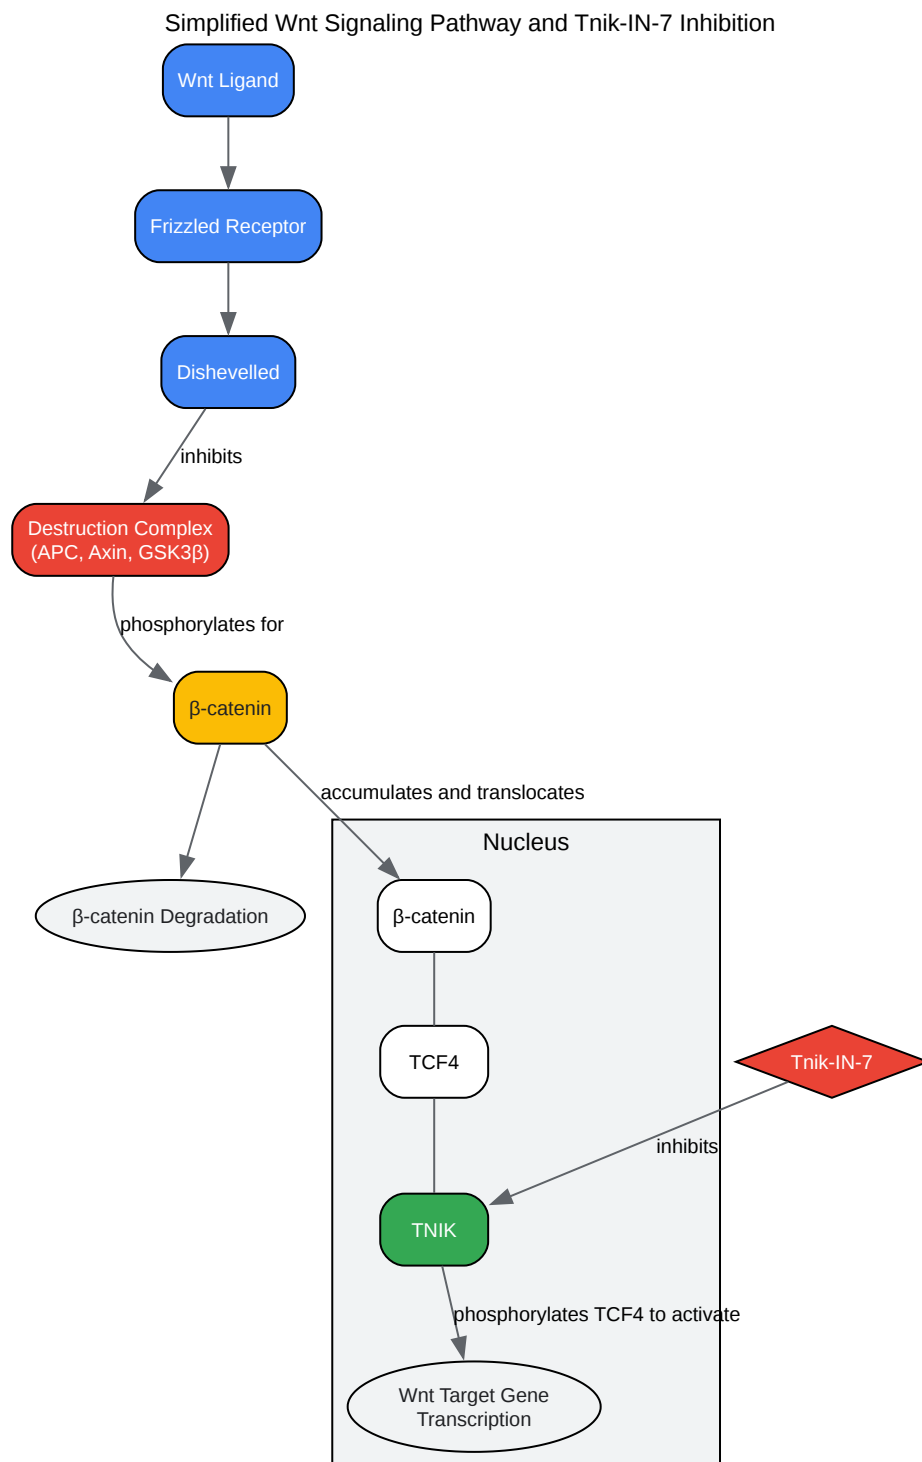 Simplified Wnt Signaling Pathway and Tnik-IN-7 Inhibition
Wnt Ligand
Frizzled Receptor
Dishevelled
inhibits
Destruction Complex
(APC, Axin, GSK3β)
phosphorylates for
β-catenin
accumulates and translocates
Nucleus
β-catenin Degradation
β-catenin
TCF4
Tnik-IN-7
inhibits
TNIK
phosphorylates TCF4 to activate
Wnt Target Gene
Transcription